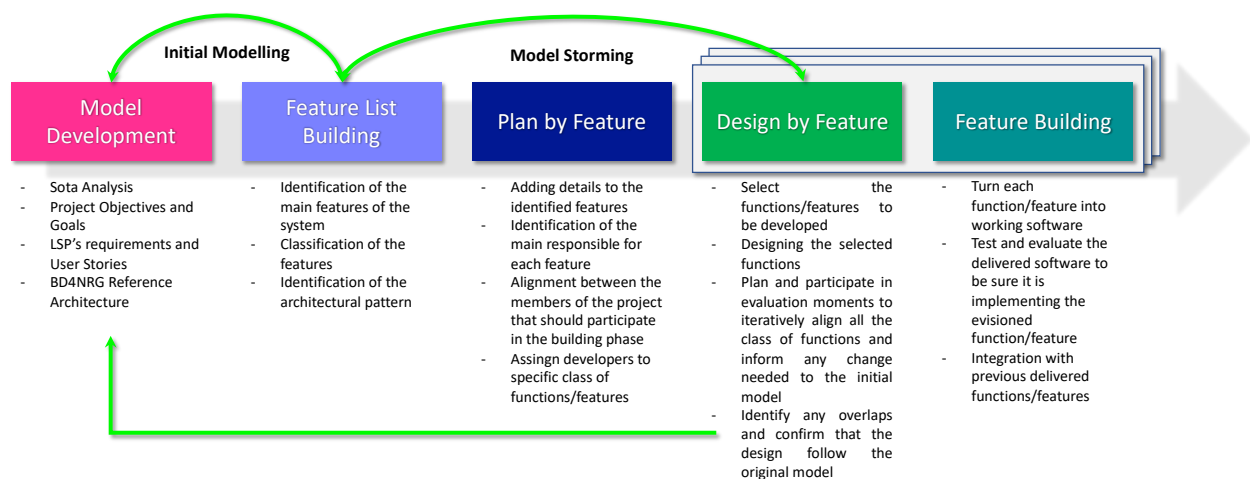 Initial Modelling
Model Storming
Model
Development
Feature List
Building
Plan by Feature
Design by Feature
Feature Building
- Sota Analysis
- Project Objectives and
Goals
- LSP's requirements and
User Stories
- BD4NRG Reference
Architecture
- Identification of the
main features of the
system
- Classification of the
features
- Identification of the
architectural pattern
- Adding details to the
identified features
- Identification of the
main responsible for
each feature
- Alignment between the
members of the project
that should participate
in the building phase
- Assingn developers to
specific class of
functions/features
- Select the
functions/features to
be developed
- Designing the selected
functions
- Plan and participate in
evaluation moments to
iteratively align all the
class of functions and
inform any change
needed to the initial
model
- Identify any overlaps
and confirm that the
design follow the
original model
- Turn each
function/feature into
working software
- Test and evaluate the
delivered software to
be sure it is
implementing the
evisioned
function/feature
- Integration with
previous delivered
functions/features